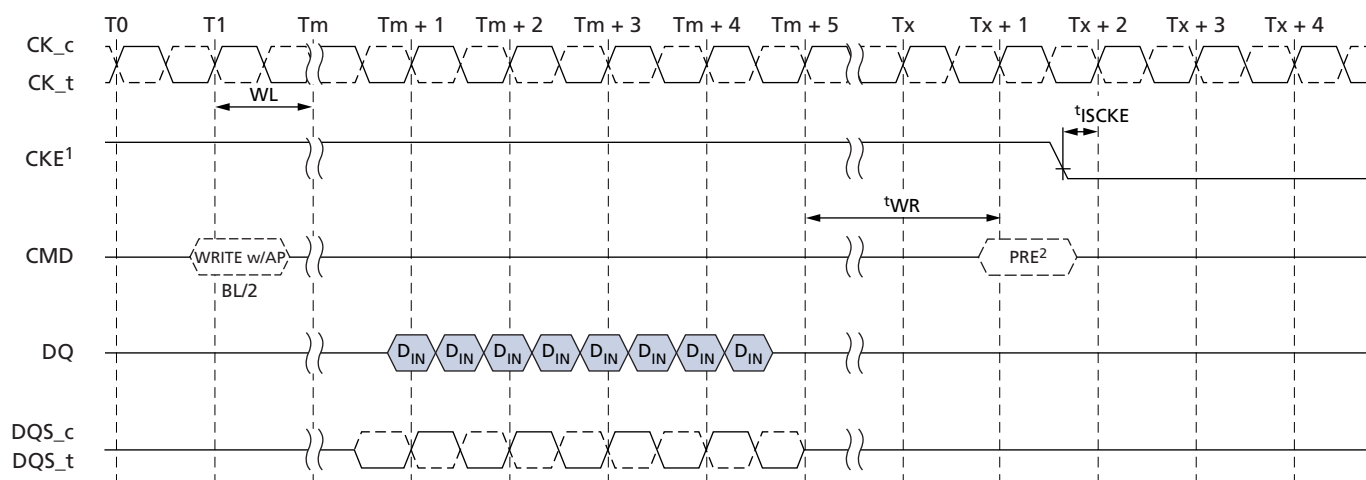 T0 T1 Tm Tm + 1 Tm + 2 Tm + 3 Tm + 4 Tm + 5 Tx Tx + 1 Tx + 2 Tx + 3 Tx + 4
CK_c
CK_t
WL
tISCKE
CKE1
tWR
CMD WRITE w/AP PRE2
BL/2
DQ DIN DIN DIN DIN DIN DIN DIN DIN
DQS_c
DQS_t